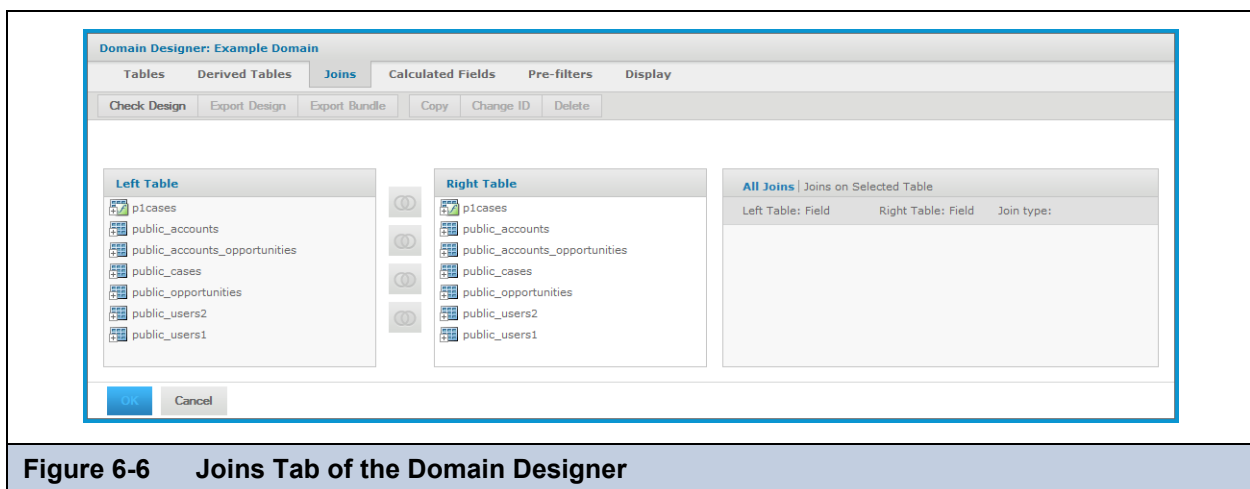 Domain Designer: Example Domain
Tables Derived Tables Joins Calculated Fields Pre-filters Display
Check Design Export Design Export Bundle Copy Change ID Delete
Left Table
p1cases
public_accounts
public_accounts_opportunities
public_cases
public_opportunities
public_users2
public_users1
Right Table
p1cases
public_accounts
public_accounts_opportunities
public_cases
public_opportunities
public_users2
public_users1
All Joins | Joins on Selected Table
Left Table: Field Right Table: Field Join type:
OK Cancel
Figure 6-6 Joins Tab of the Domain Designer